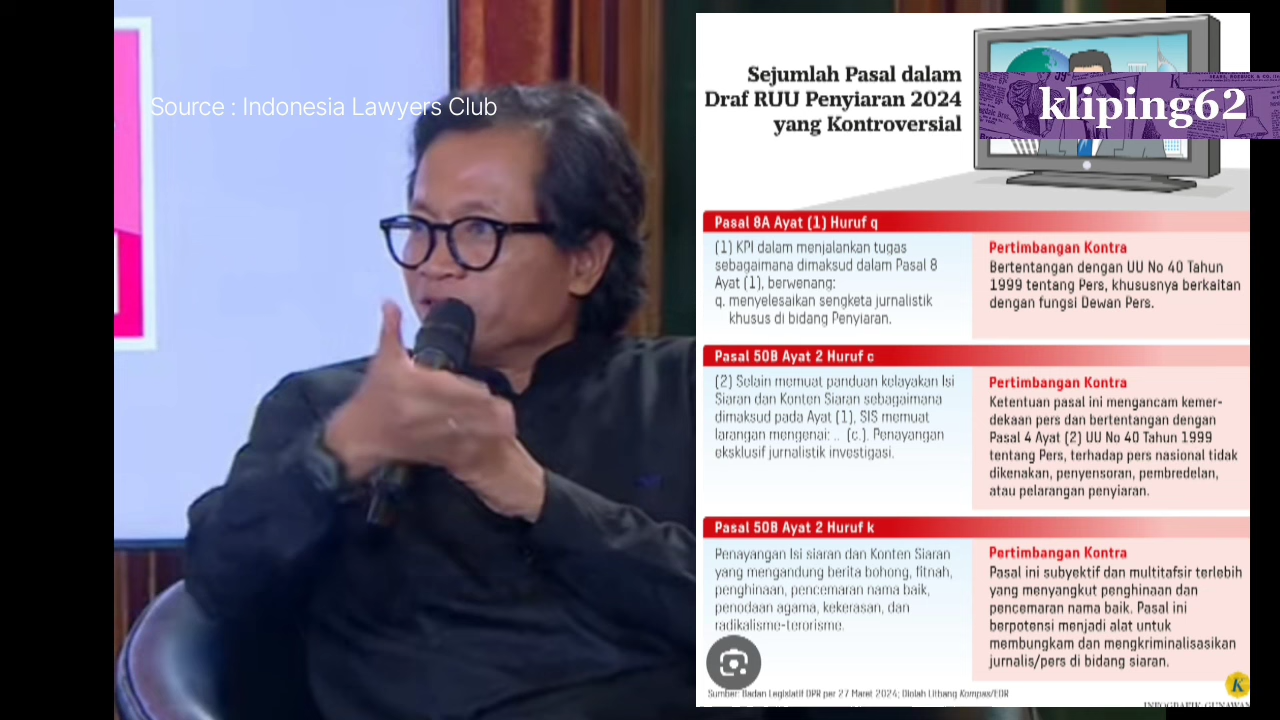 Source : Indonesia Lawyers Club
Sejumlah Pasal dalam
Draf RUU Penyiaran 2024
yang Kontroversial
kliping62
Pasal 8A Ayat (1) Huruf q
(1) KPI dalam menjalankan tugas
sebagaimana dimaksud dalam Pasal 8
Ayat (1), berwenang:
q. menyelesaikan sengketa jurnalistik
khusus di bidang Penyiaran.
Pertimbangan Kontra
Bertentangan dengan UU No 40 Tahun
1999 tentang Pers, khususnya berkaitan
dengan fungsi Dewan Pers.
Pasal 50B Ayat 2 Huruf c
(2) Selain memuat panduan kelayakan Isi
Siaran dan Konten Siaran sebagaimana
dimaksud pada Ayat (1), SIS memuat
larangan mengenai: .. (c.). Penayangan
eksklusif jurnalistik investigasi.
Pertimbangan Kontra
Ketentuan pasal ini mengancam kemer-
dekaan pers dan bertentangan dengan
Pasal 4 Ayat (2) UU No 40 Tahun 1999
tentang Pers, terhadap pers nasional tidak
dikenakan, penyensoran, pembredelan,
atau pelarangan penyiaran.
Pasal 50B Ayat 2 Huruf k
Penayangan Isi siaran dan Konten Siaran
yang mengandung berita bohong, fitnah,
penghinaan, pencemaran nama baik,
penodaan agama, kekerasan, dan
radikalisme-terorisme.
Pertimbangan Kontra
Pasal ini subyektif dan multitafsir terlebih
yang menyangkut penghinaan dan
pencemaran nama baik. Pasal ini
berpotensi menjadi alat untuk
membungkam dan mengkriminalisasikan
jurnalis/pers di bidang siaran.
Sumber: Badan Legislatif DPR per 27 Maret 2024; Diolah Litbang Kompas/EDR
K
INFOGRAFIK: GUNAWAN